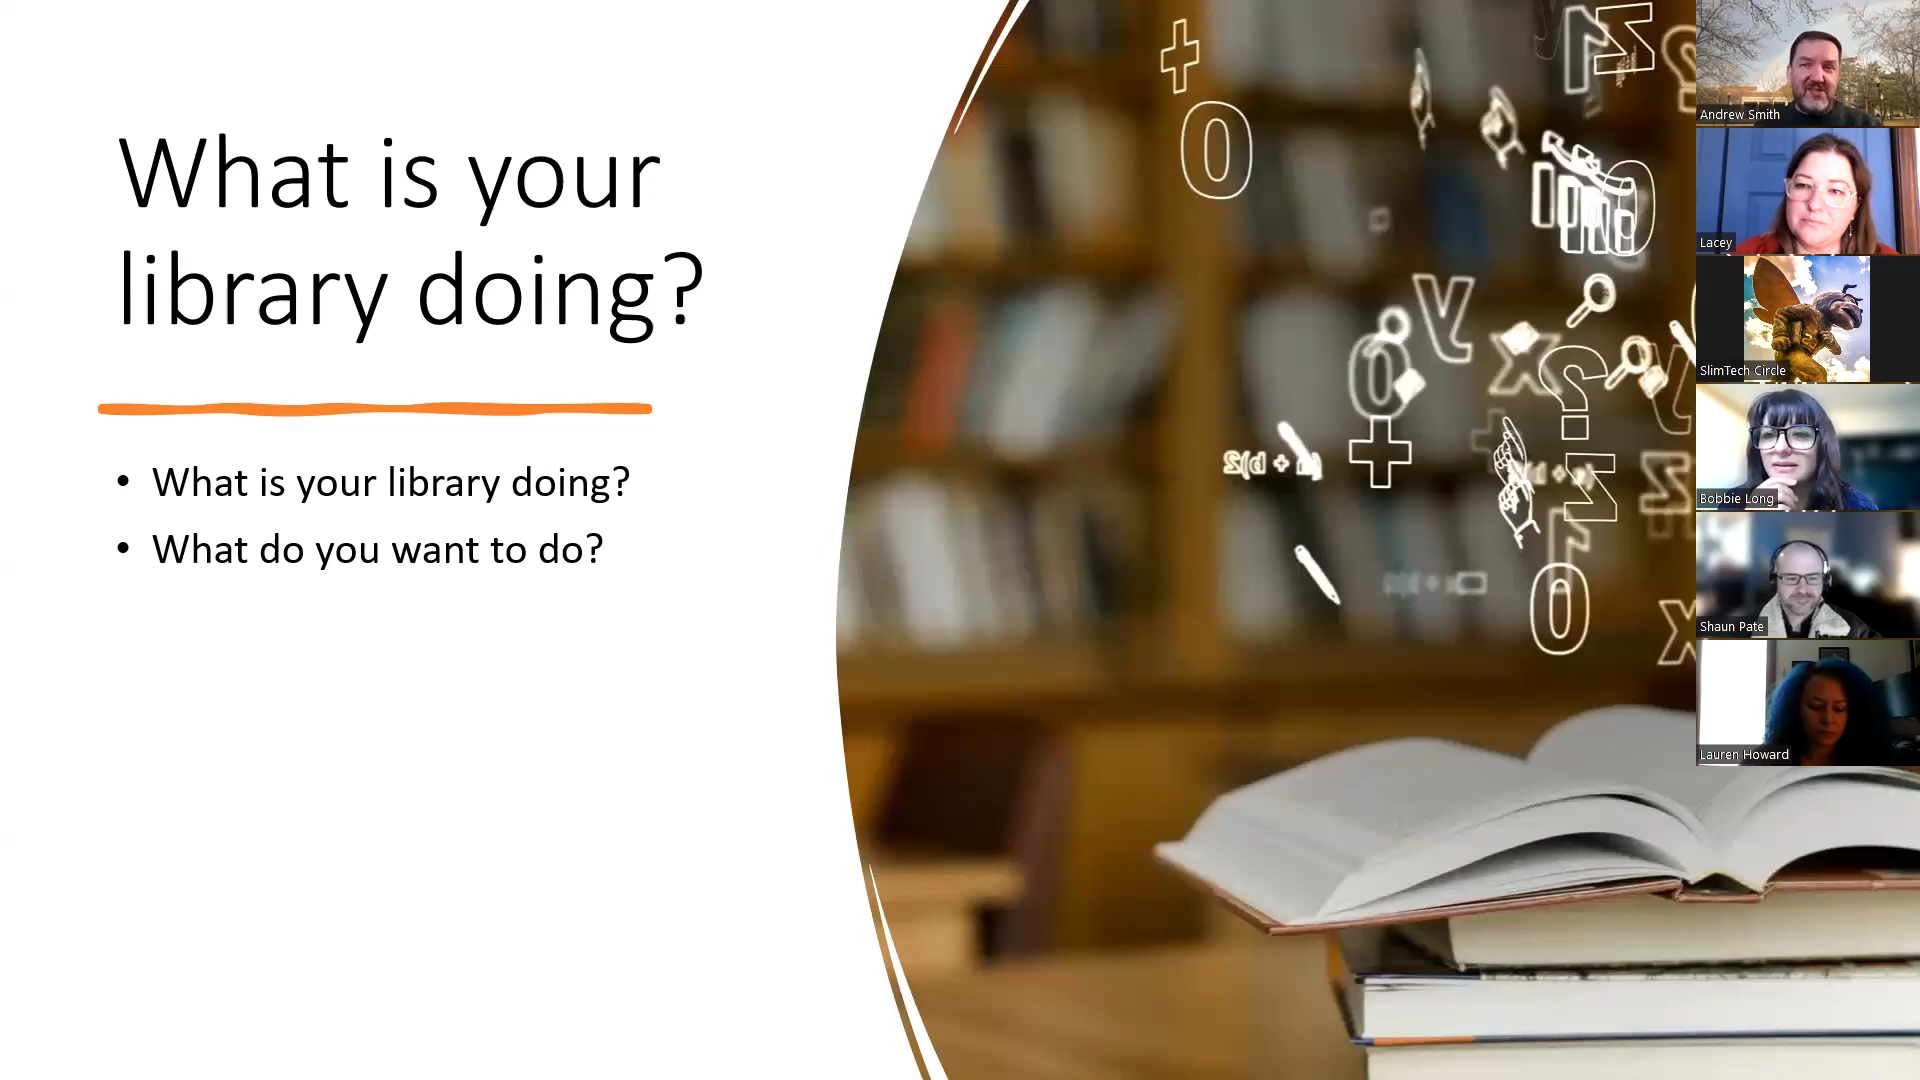 What is your
library doing?
• What is your library doing?
• What do you want to do?
Andrew Smith
Lacey
SlimTech Circle
Bobbie Long
Shaun Pate
Lauren Howard